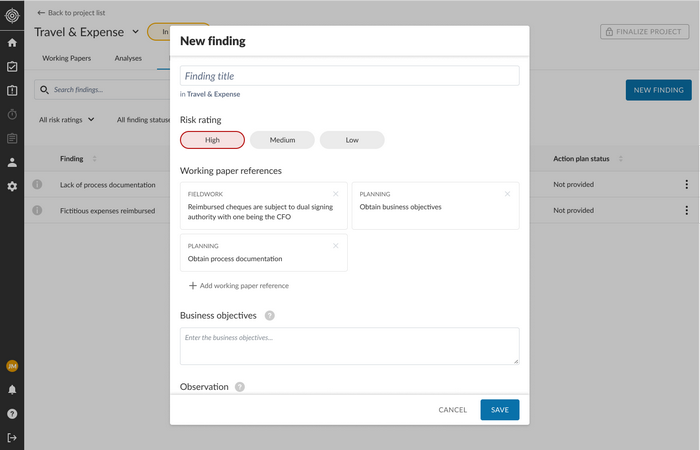 Back to project list
Travel & Expense
In
FINALIZE PROJECT
Working Papers
Analyses
Search findings...
NEW FINDING
All risk ratings
All finding status
Finding
Action plan status
Lack of process documentation
Not provided
Fictitious expenses reimbursed
Not provided
JM
New finding
Finding title
in Travel & Expense
Risk rating
High
Medium
Low
Working paper references
FIELDWORK
Reimbursed cheques are subject to dual signing
authority with one being the CFO
PLANNING
Obtain business objectives
PLANNING
Obtain process documentation
Add working paper reference
Business objectives
Enter the business objectives...
Observation
CANCEL
SAVE